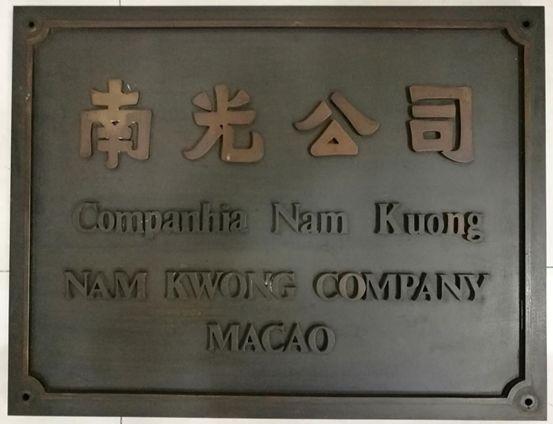 南光公司
Companhia Nam Kuong
NAM KWONG COMPANY
MACAO